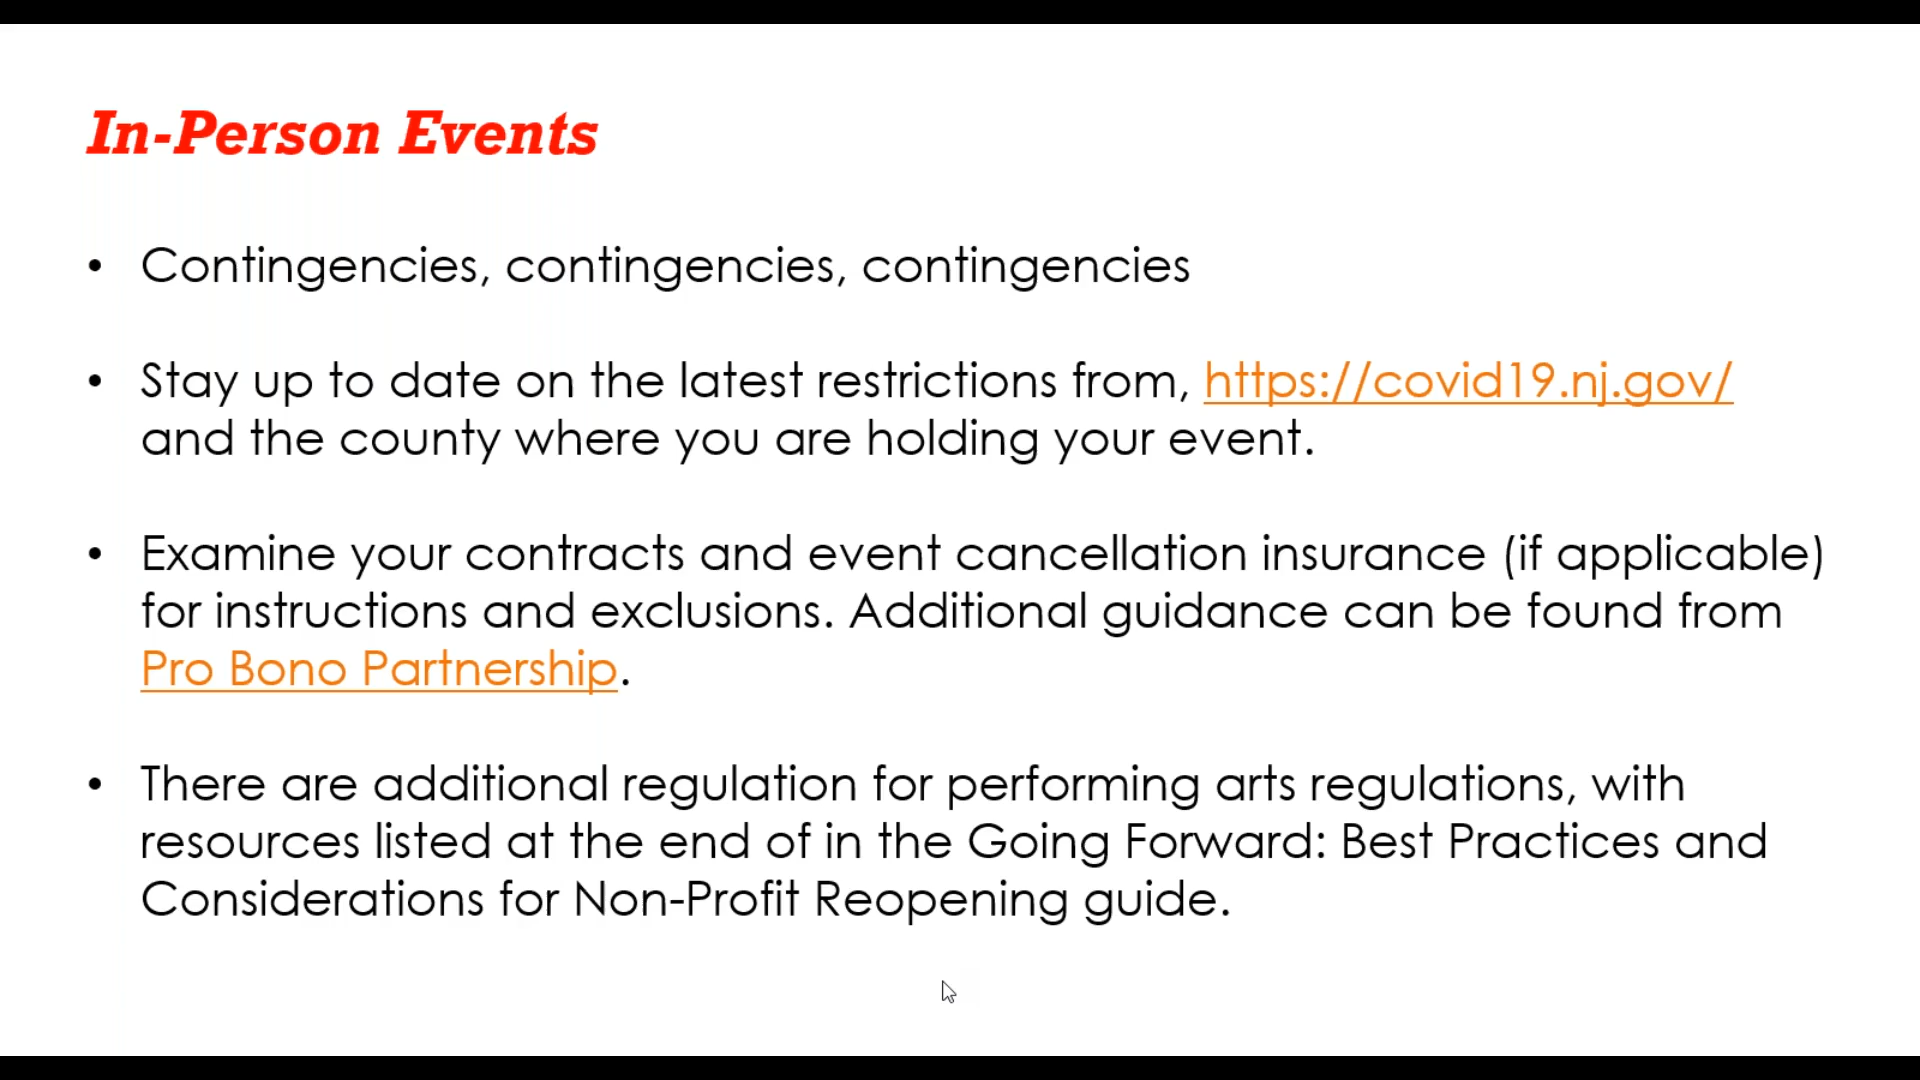 In-Person Events
• Contingencies, contingencies, contingencies
• Stay up to date on the latest restrictions from, https://covid19.nj.gov/
and the county where you are holding your event.
• Examine your contracts and event cancellation insurance (if applicable)
for instructions and exclusions. Additional guidance can be found from
Pro Bono Partnership.
• There are additional regulation for performing arts regulations, with
resources listed at the end of in the Going Forward: Best Practices and
Considerations for Non-Profit Reopening guide.